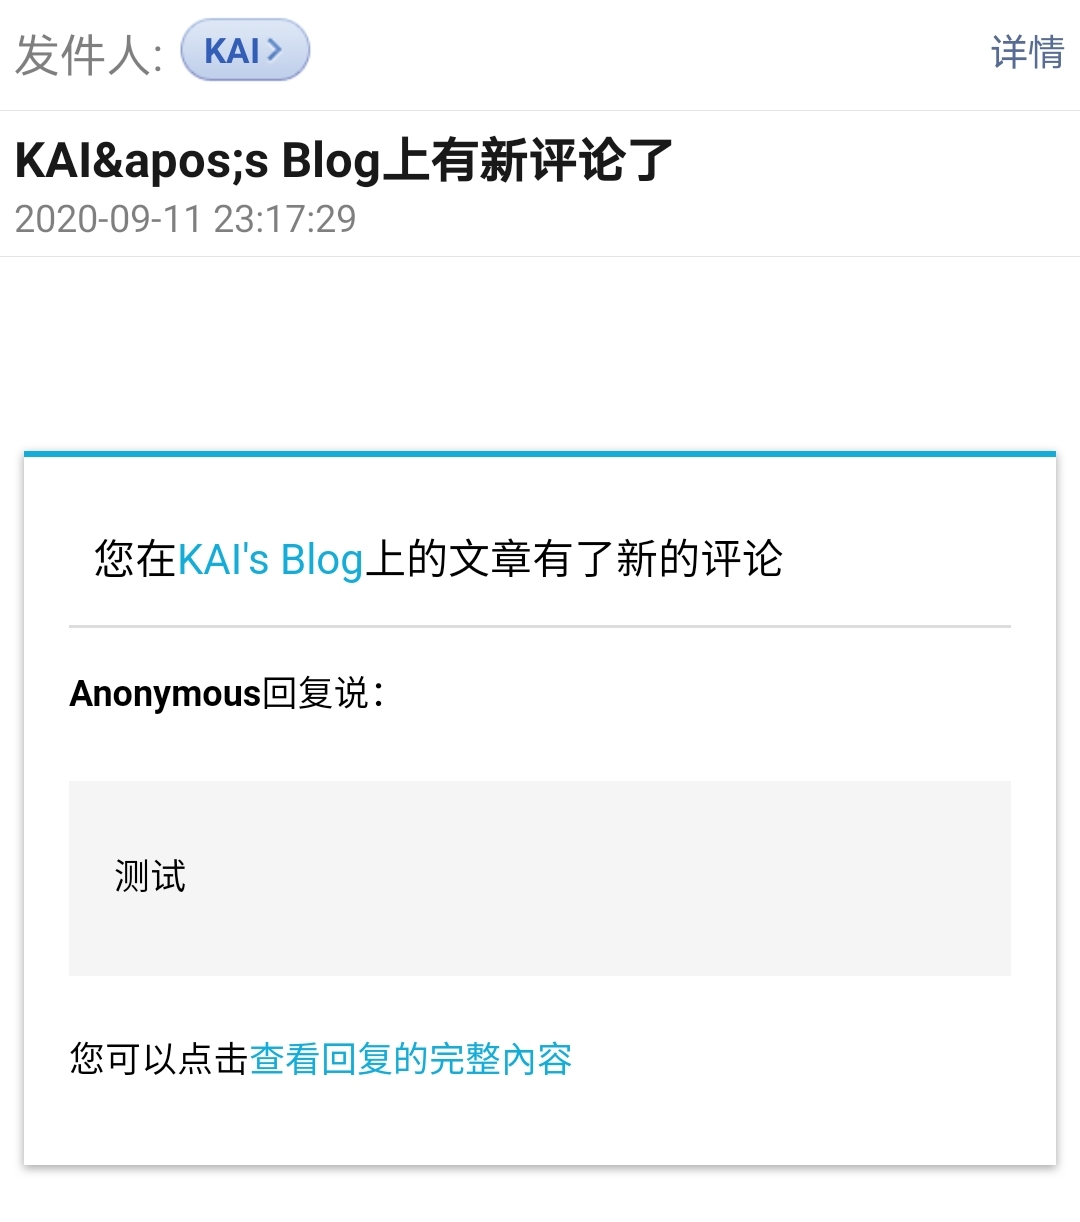 发件人: KAI 详情
KAI&apos;s Blog上有新评论了
2020-09-11 23:17:29
您在KAI's Blog上的文章有了新的评论
Anonymous回复说：
测试
您可以点击查看回复的完整內容